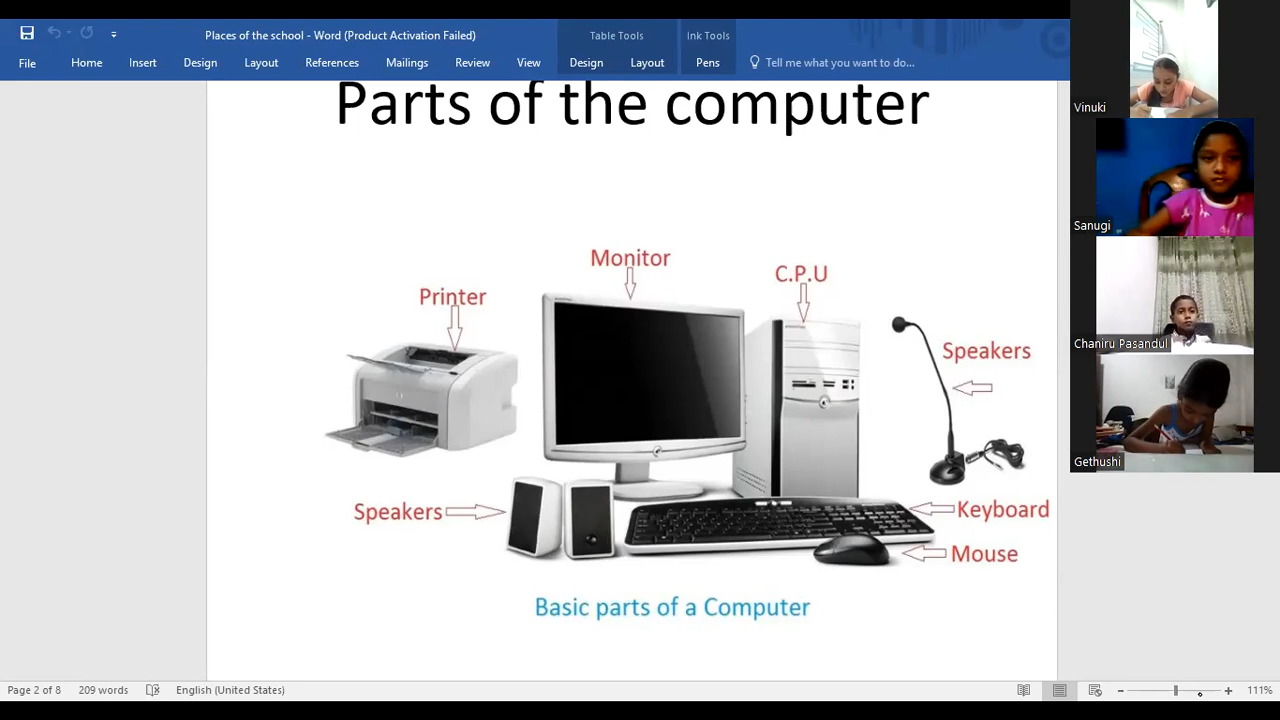 Places of the school - Word (Product Activation Failed)
Table Tools
Ink Tools
File
Home
Insert
Design
Layout
References
Mailings
Review
View
Design
Layout
Pens
Tell me what you want to do...
Parts of the computer
Monitor
C.P.U
Printer
Speakers
Speakers
Keyboard
Mouse
Basic parts of a Computer
Vinuki
Sanugi
Chaniru Pasandul
Gethushi
Page 2 of 8
209 words
English (United States)
111%